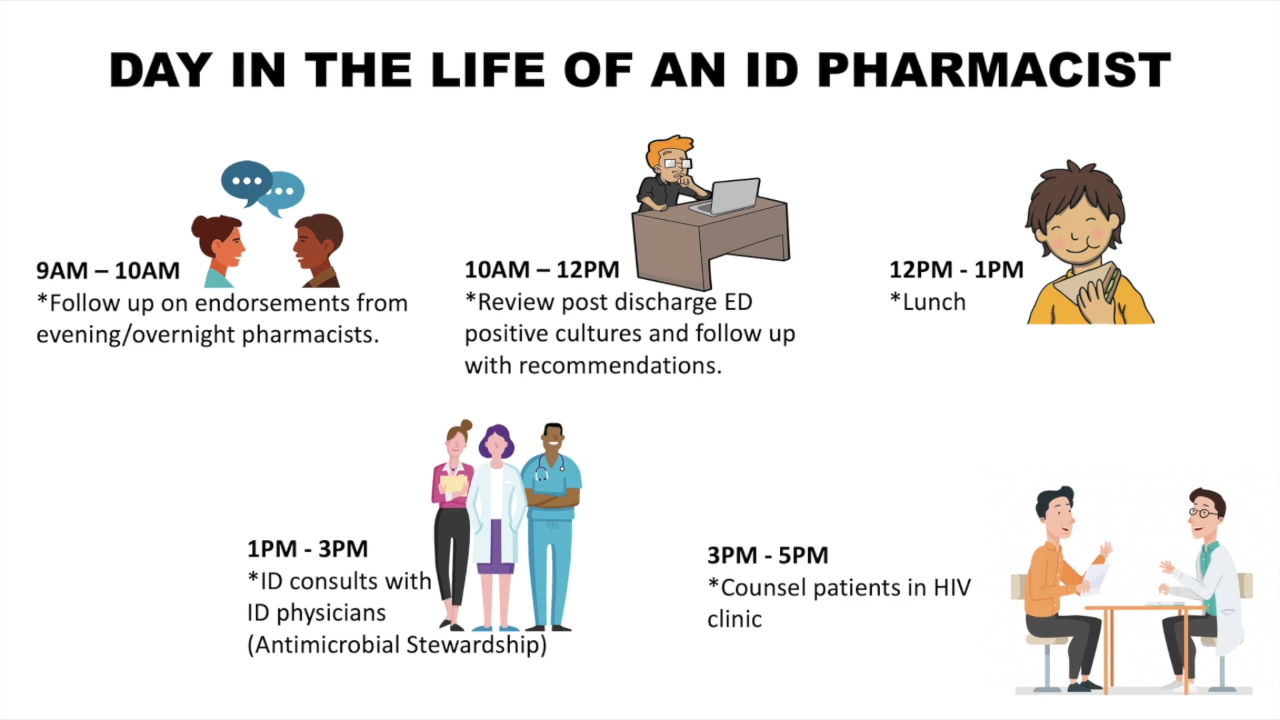 DAY IN THE LIFE OF AN ID PHARMACIST
9AM – 10AM
*Follow up on endorsements from
evening/overnight pharmacists.
10AM – 12PM
*Review post discharge ED
positive cultures and follow up
with recommendations.
12PM - 1PM
*Lunch
1PM - 3PM
*ID consults with
ID physicians
(Antimicrobial Stewardship)
3PM - 5PM
*Counsel patients in HIV
clinic